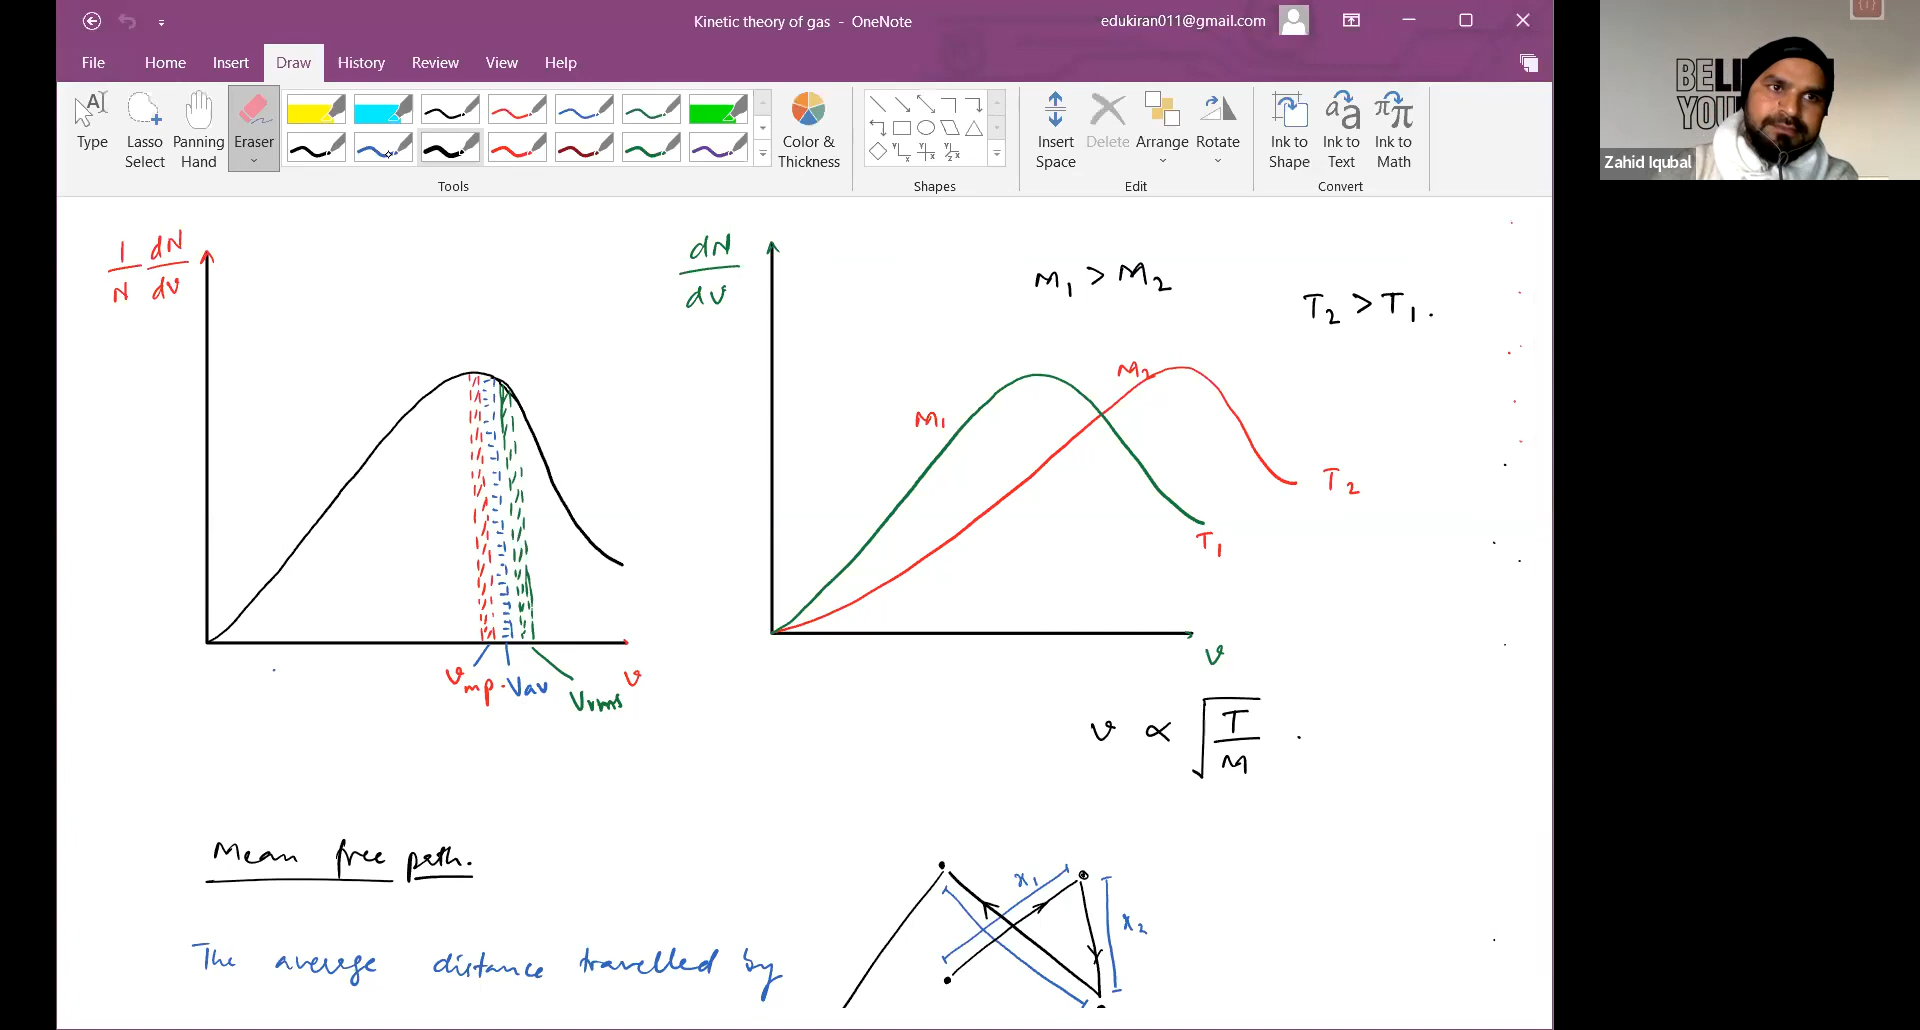 Kinetic theory of gas - OneNote
edukiran011@gmail.com
File Home Insert Draw History Review View Help
Type
Lasso Select
Panning Hand
Eraser
Color & Thickness
Insert Space
Delete
Arrange
Rotate
Ink to Shape
Ink to Text
Ink to Math
Tools
Shapes
Edit
Convert
BELI
YOU
Zahid Iqubal
1/N dN/dv
dN/dv
M1 > M2
T2 > T1.
M1
M2
T2
T1
v
vmp. Vav
Vrms
v
v ∝ √T/M .
Mean free path.
x1
x2
The average distance travelled by